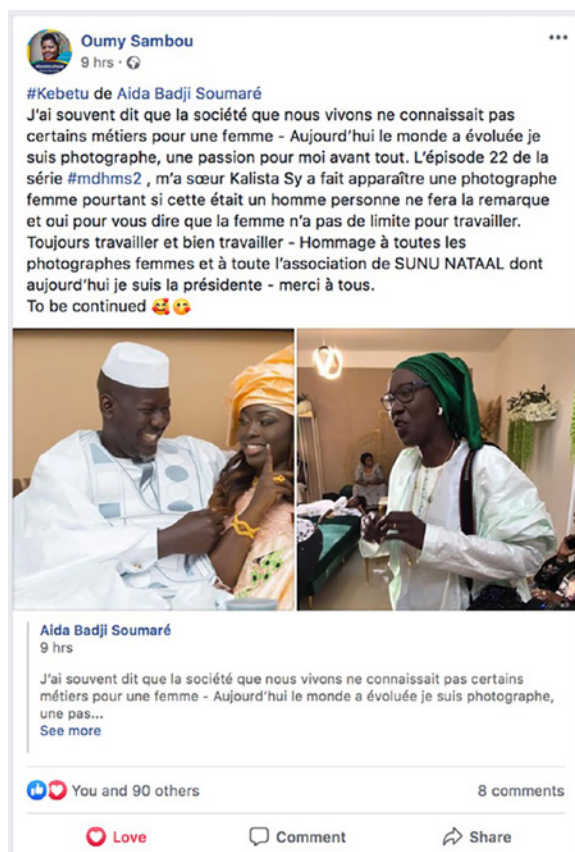 Oumy Sambou
9 hrs ·
#Kebetu de Aida Badji Soumaré
J'ai souvent dit que la société que nous vivons ne connaissait pas
certains métiers pour une femme - Aujourd'hui le monde a évoluée je
suis photographe, une passion pour moi avant tout. L'épisode 22 de la
série #mdhms2 , m'a sœur Kalista Sy a fait apparaître une photographe
femme pourtant si cette était un homme personne ne fera la remarque
et oui pour vous dire que la femme n'a pas de limite pour travailler.
Toujours travailler et bien travailler - Hommage à toutes les
photographes femmes et à toute l'association de SUNU NATAAL dont
aujourd'hui je suis la présidente - merci à tous.
To be continued 🥰😋
Aida Badji Soumaré
9 hrs
J'ai souvent dit que la société que nous vivons ne connaissait pas certains
métiers pour une femme - Aujourd'hui le monde a évoluée je suis photographe,
une pas...
See more
You and 90 others 8 comments
Love Comment Share